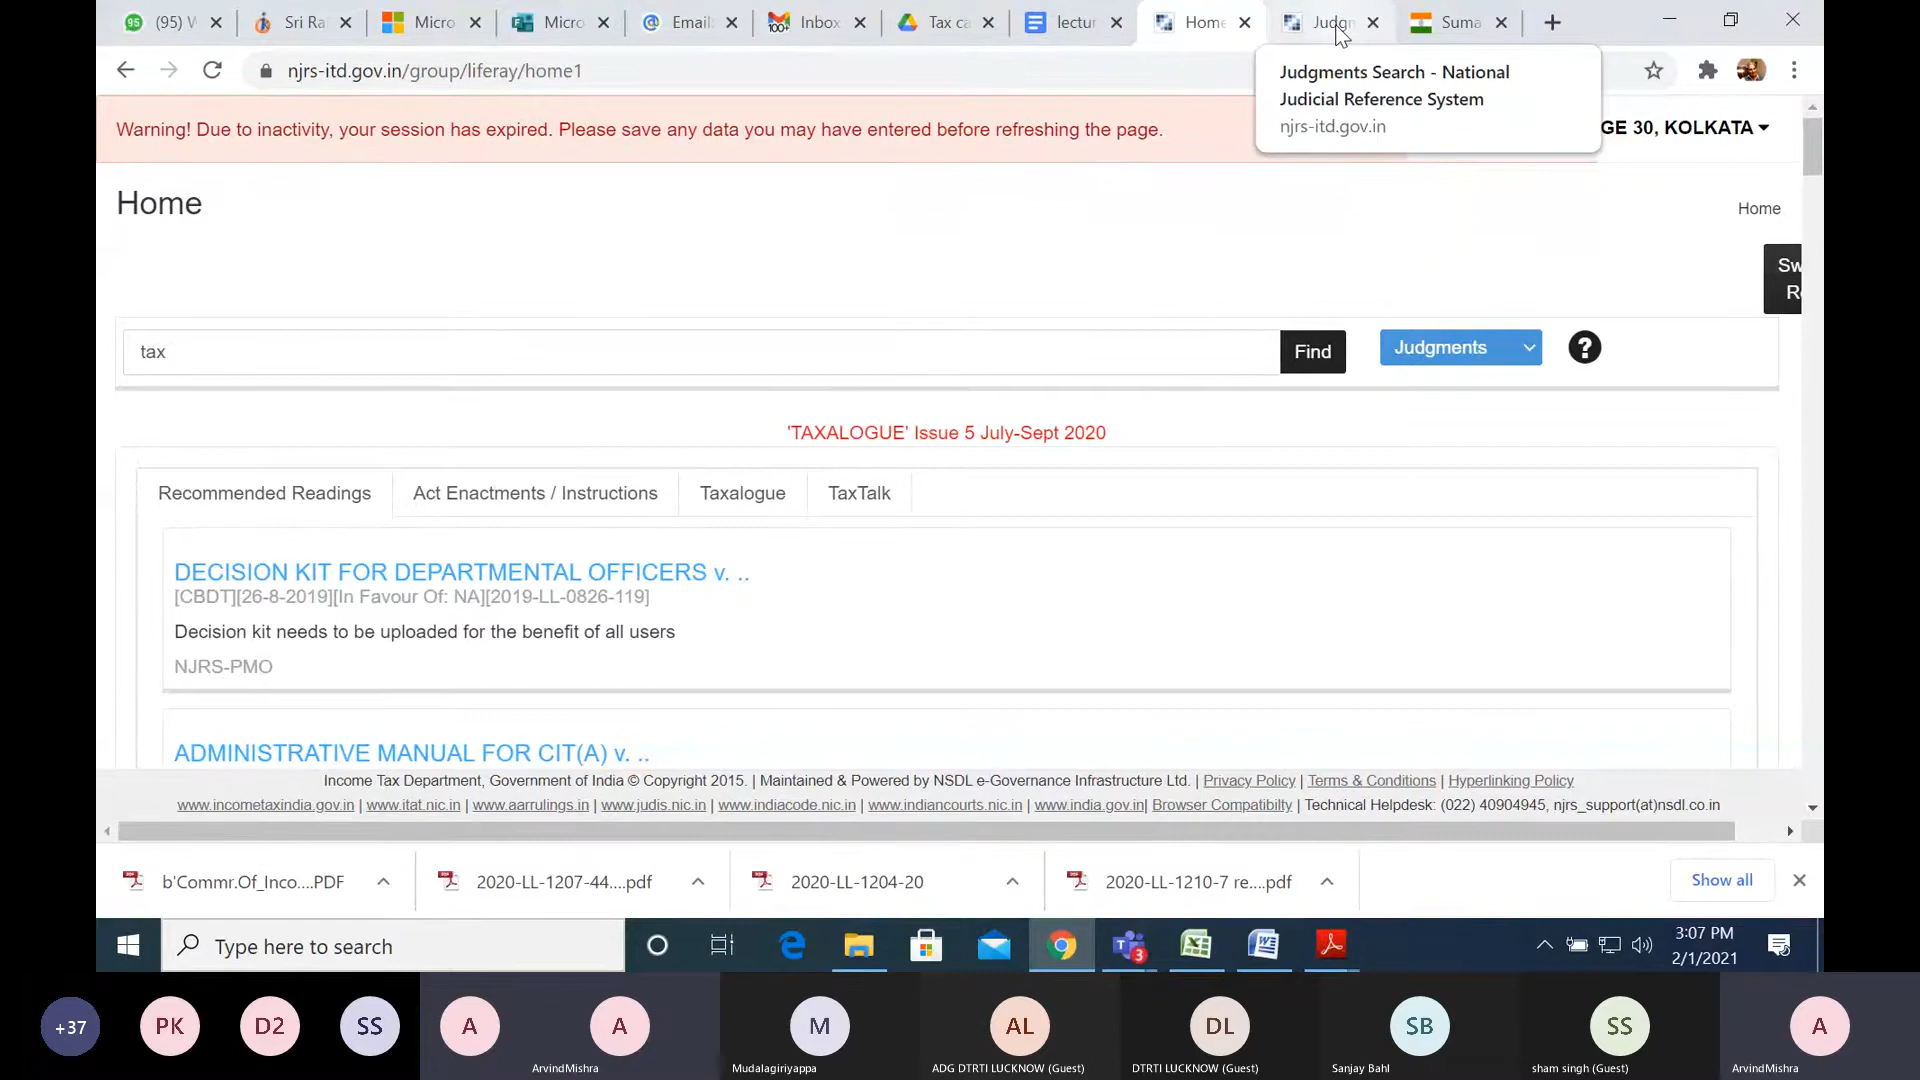 95 (95) W
Sri Ra
Micro
Micro
Email
100+ Inbox
Tax ca
lectur
Home
Judgm
Suma
njrs-itd.gov.in/group/liferay/home1
Judgments Search - National
Judicial Reference System
njrs-itd.gov.in
Warning! Due to inactivity, your session has expired. Please save any data you may have entered before refreshing the page.
GE 30, KOLKATA
Home
Home
Sw
Re
tax
Find
Judgments
?
'TAXALOGUE' Issue 5 July-Sept 2020
Recommended Readings
Act Enactments / Instructions
Taxalogue
TaxTalk
DECISION KIT FOR DEPARTMENTAL OFFICERS v. ..
[CBDT][26-8-2019][In Favour Of: NA][2019-LL-0826-119]
Decision kit needs to be uploaded for the benefit of all users
NJRS-PMO
ADMINISTRATIVE MANUAL FOR CIT(A) v. ..
Income Tax Department, Government of India © Copyright 2015. | Maintained & Powered by NSDL e-Governance Infrastructure Ltd. | Privacy Policy | Terms & Conditions | Hyperlinking Policy
www.incometaxindia.gov.in | www.itat.nic.in | www.aarrulings.in | www.judis.nic.in | www.indiacode.nic.in | www.indiancourts.nic.in | www.india.gov.in| Browser Compatibilty | Technical Helpdesk: (022) 40904945, njrs_support(at)nsdl.co.in
b'Commr.Of_Inco....PDF
2020-LL-1207-44....pdf
2020-LL-1204-20
2020-LL-1210-7 re....pdf
Show all
Type here to search
3
3:07 PM
2/1/2021
+37
PK
D2
SS
A
A
M
AL
DL
SB
SS
A
ArvindMishra
Mudalagiriyappa
ADG DTRTI LUCKNOW (Guest)
DTRTI LUCKNOW (Guest)
Sanjay Bahl
sham singh (Guest)
ArvindMishra